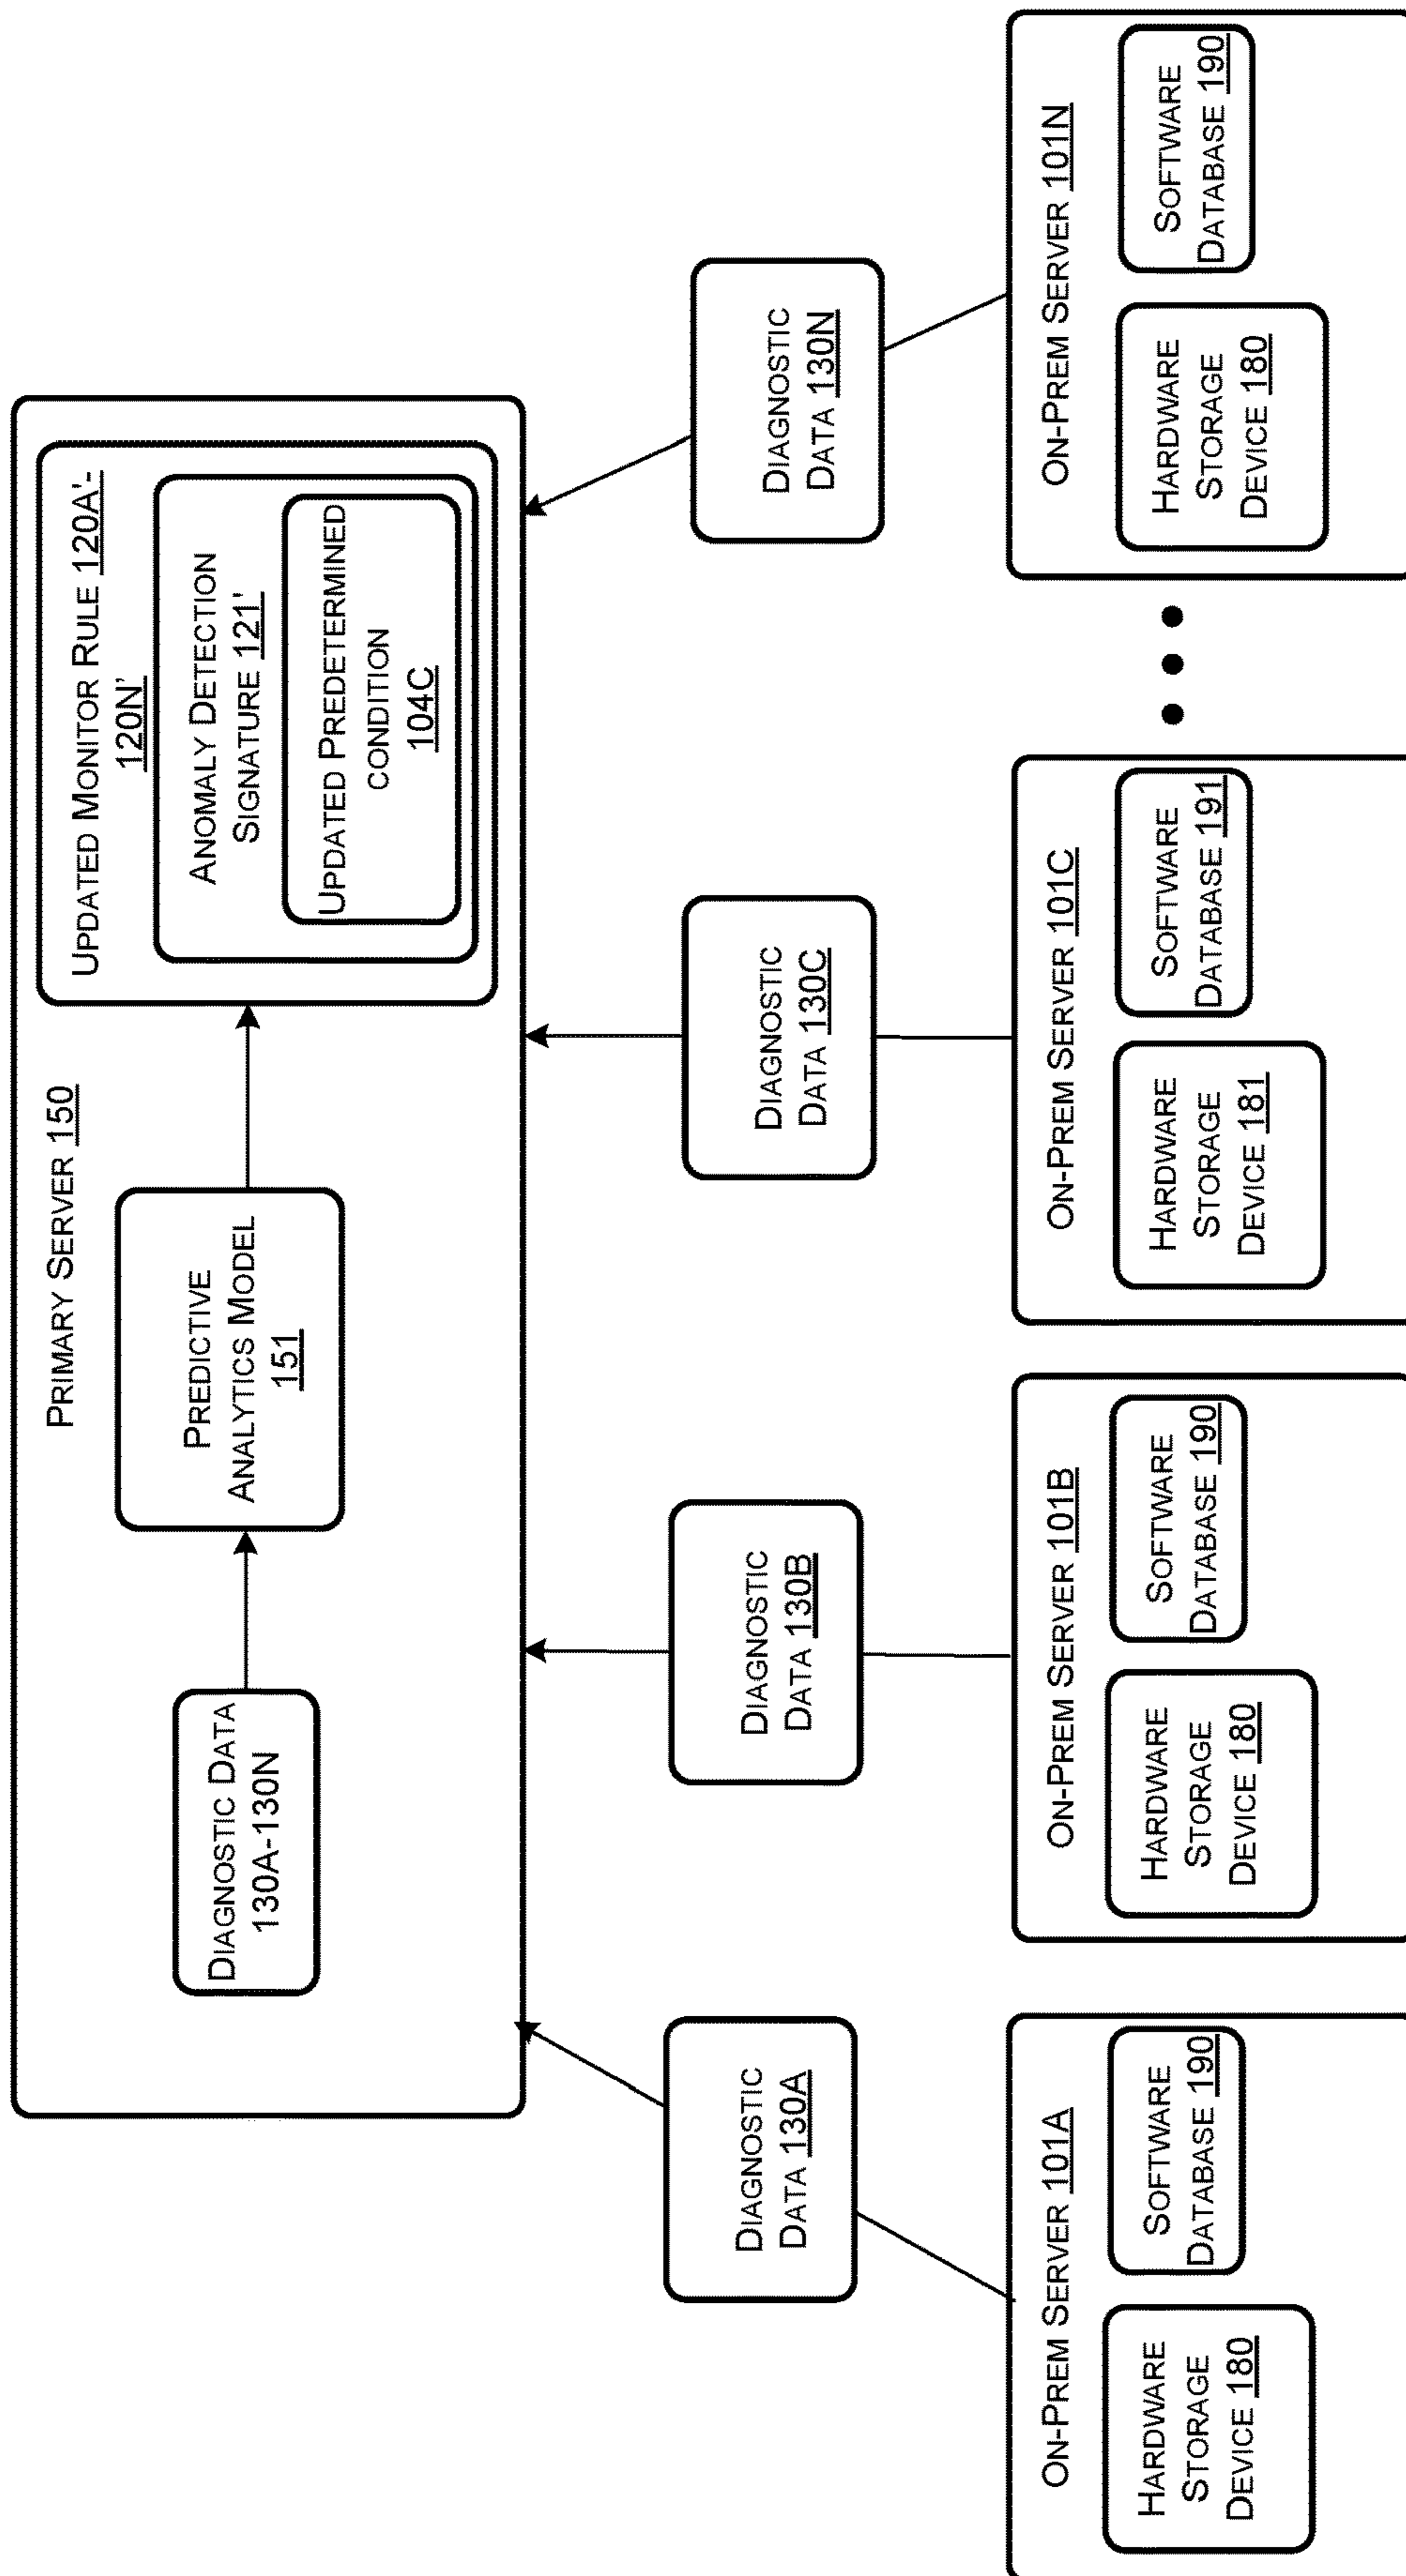 PRIMARY SERVER 150
DIAGNOSTIC DATA
130A-130N
PREDICTIVE
ANALYTICS MODEL
151
UPDATED MONITOR RULE 120A'-
120N’
ANOMALY DETECTION
SIGNATURE 121'
UPDATED PREDETERMINED
CONDITION
104C
DIAGNOSTIC
DATA 130A
DIAGNOSTIC
DATA 130B
DIAGNOSTIC
DATA 130C
DIAGNOSTIC
DATA 130N
ON-PREM SERVER 101A
HARDWARE
STORAGE
DEVICE 180
SOFTWARE
DATABASE 190
ON-PREM SERVER 101B
HARDWARE
STORAGE
DEVICE 180
SOFTWARE
DATABASE 190
ON-PREM SERVER 101C
HARDWARE
STORAGE
DEVICE 181
SOFTWARE
DATABASE 191
ON-PREM SERVER 101N
HARDWARE
STORAGE
DEVICE 180
SOFTWARE
DATABASE 190